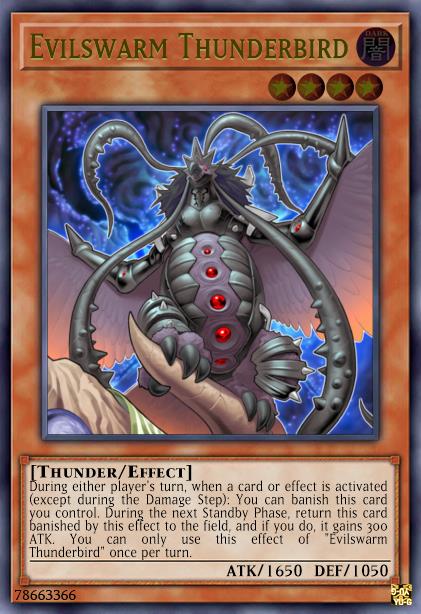 EVILSWARM THUNDERBIRD
DARK
闇
[THUNDER/EFFECT]
During either player's turn, when a card or effect is activated
(except during the Damage Step): You can banish this card
you control. During the next Standby Phase, return this card
banished by this effect to the field, and if you do, it gains 300
ATK. You can only use this effect of "Evilswarm
Thunderbird" once per turn.
ATK/1650 DEF/1050
78663366